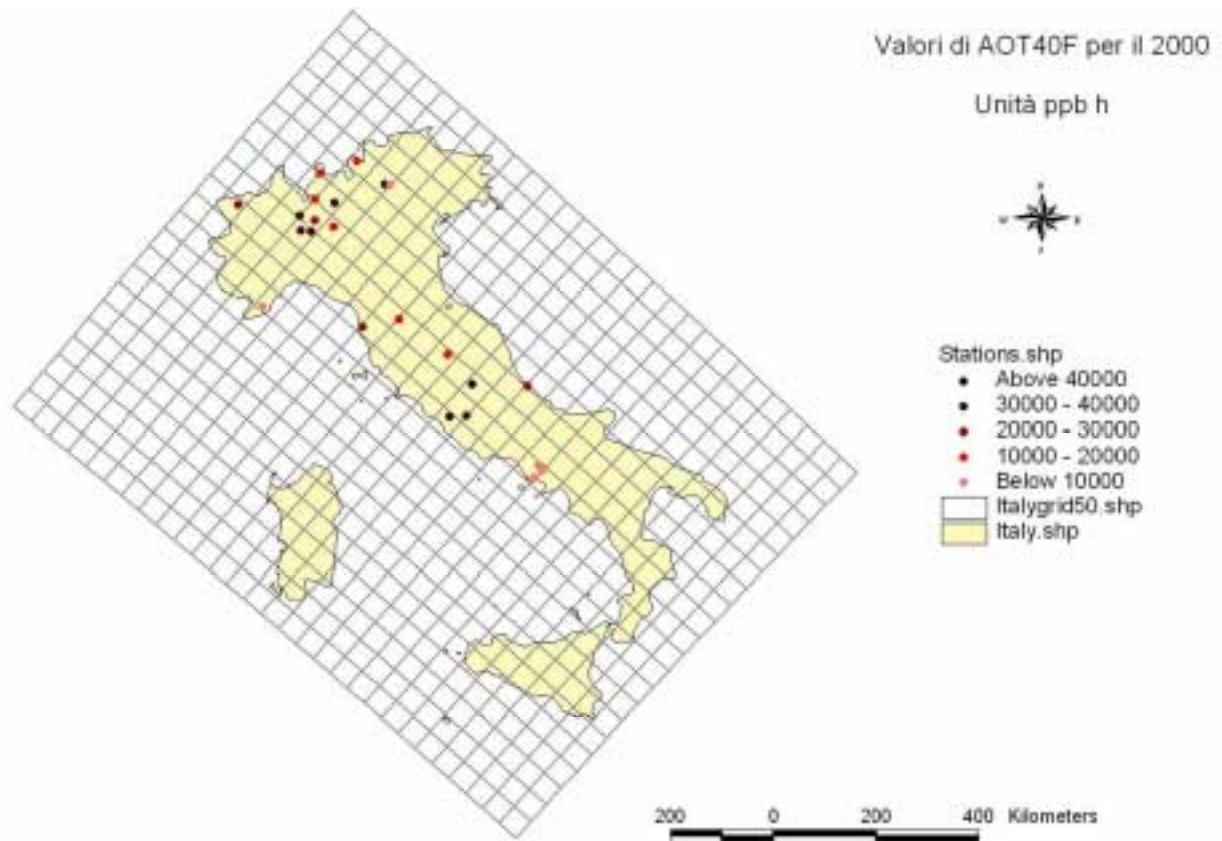 Valori di AOT40F per il 2000
Unità ppb h
Stations.shp
Above 40000
30000 - 40000
20000 - 30000
10000 - 20000
Below 10000
Italygrid50.shp
Italy.shp
200 0 200 400 Kilometers